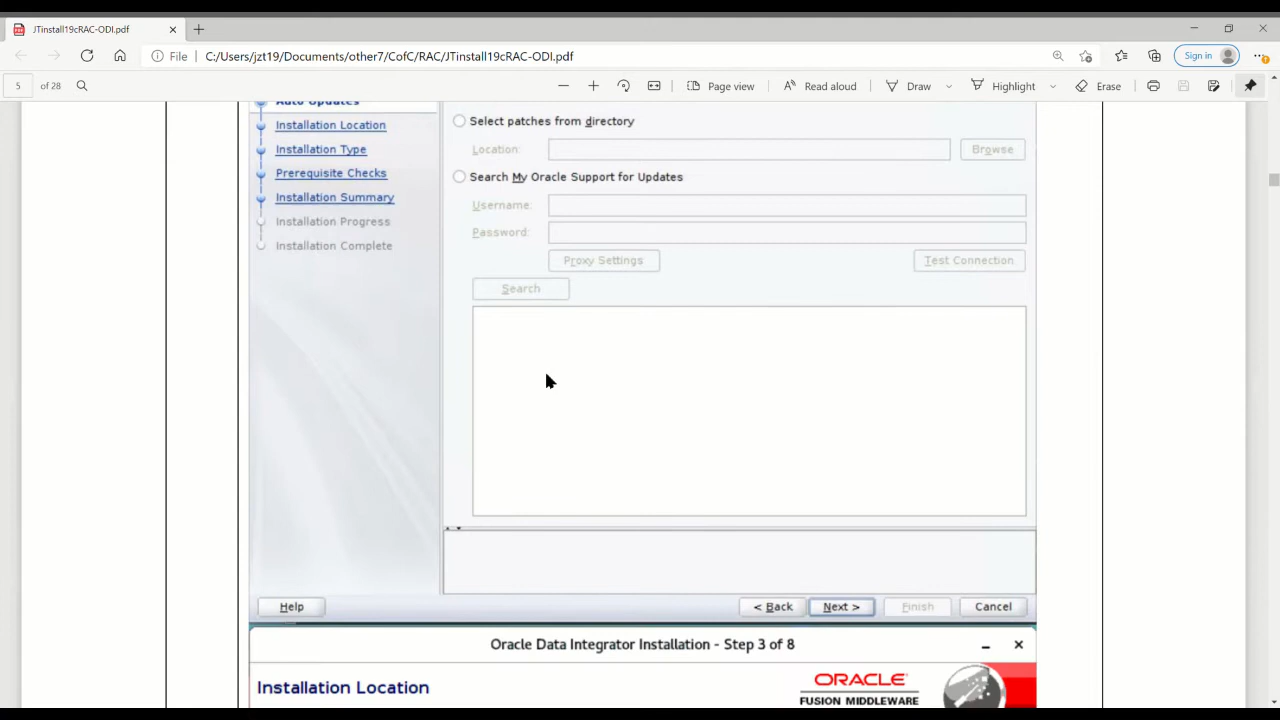 JTinstall19cRAC-ODI.pdf
File C:/Users/jzt19/Documents/other7/CofC/RAC/JTinstall19cRAC-ODI.pdf Sign in
5 of 28 Page view Read aloud Draw Highlight Erase
Auto Updates
Select patches from directory
Installation Location
Location: Browse
Installation Type
Prerequisite Checks
Search My Oracle Support for Updates
Installation Summary
Username:
Installation Progress
Password:
Installation Complete
Proxy Settings Test Connection
Search
Help < Back Next > Finish Cancel
Oracle Data Integrator Installation - Step 3 of 8
Installation Location
ORACLE
FUSION MIDDLEWARE